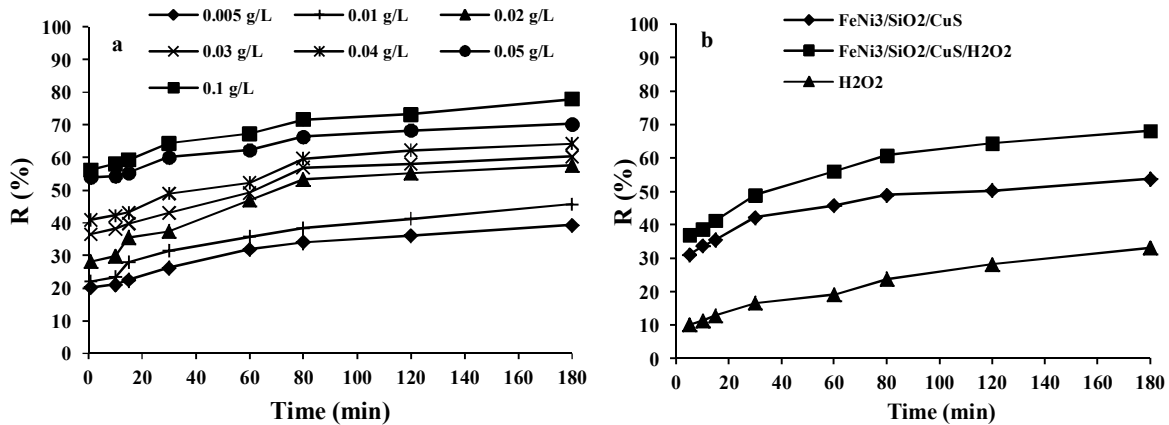 0.005 g/L 0.01 g/L 0.02 g/L
0.03 g/L 0.04 g/L 0.05 g/L
0.1 g/L
a
100
90
80
70
60
50
40
30
20
10
0
R (%)
0 20 40 60 80 100 120 140 160 180
Time (min)
b
FeNi3/SiO2/CuS
FeNi3/SiO2/CuS/H2O2
H2O2
100
90
80
70
60
50
40
30
20
10
0
R (%)
0 20 40 60 80 100 120 140 160 180
Time (min)